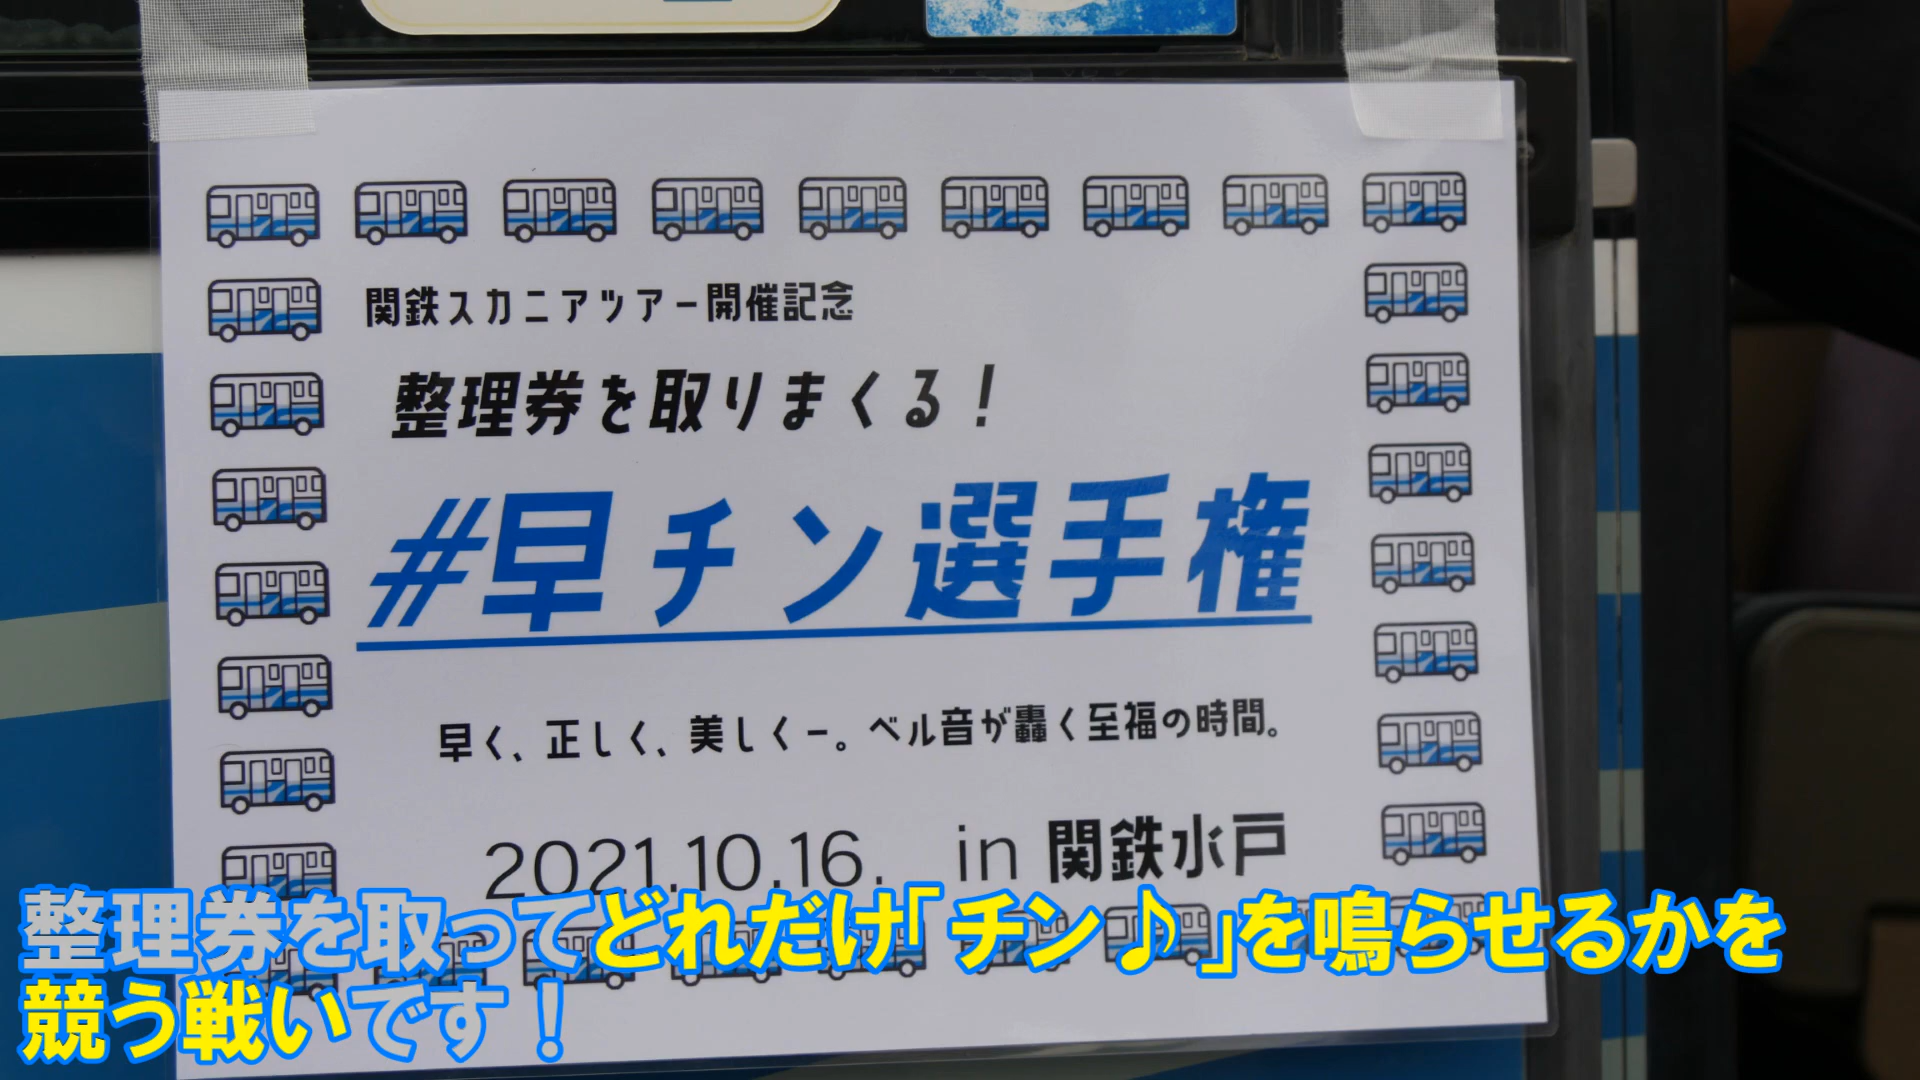 関鉄スカニアツアー開催記念
整理券を取りまくる！
#早チン選手権
早く、正しく、美しくー。ベル音が轟く至福の時間。
2021.10.16. in 関鉄水戸
整理券を取ってどれだけ「チン♪」を鳴らせるかを
競う戦いです！